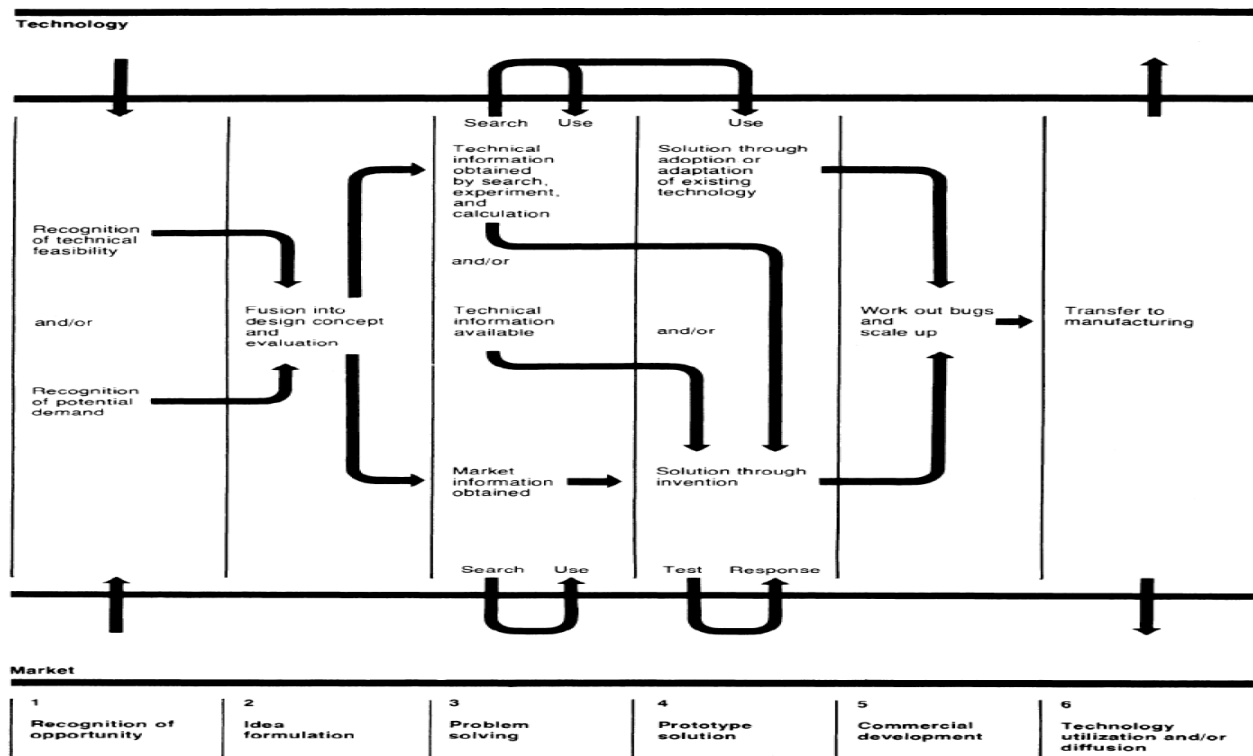 Technology
Search Use Use
Technical
information
obtained
by search,
experiment,
and
calculation
Solution through
adoption or
adaptation
of existing
technology
Recognition
of technical
feasibility
and/or
and/or
Fusion into
design concept
and
evaluation
Technical
information
available
and/or
Work out bugs
and
scale up
Transfer to
manufacturing
Recognition
of potential
demand
Market
information
obtained
Solution through
invention
Search Use Test Response
Market
1
Recognition of
opportunity
2
Idea
formulation
3
Problem
solving
4
Prototype
solution
5
Commercial
development
6
Technology
utilization and/or
diffusion